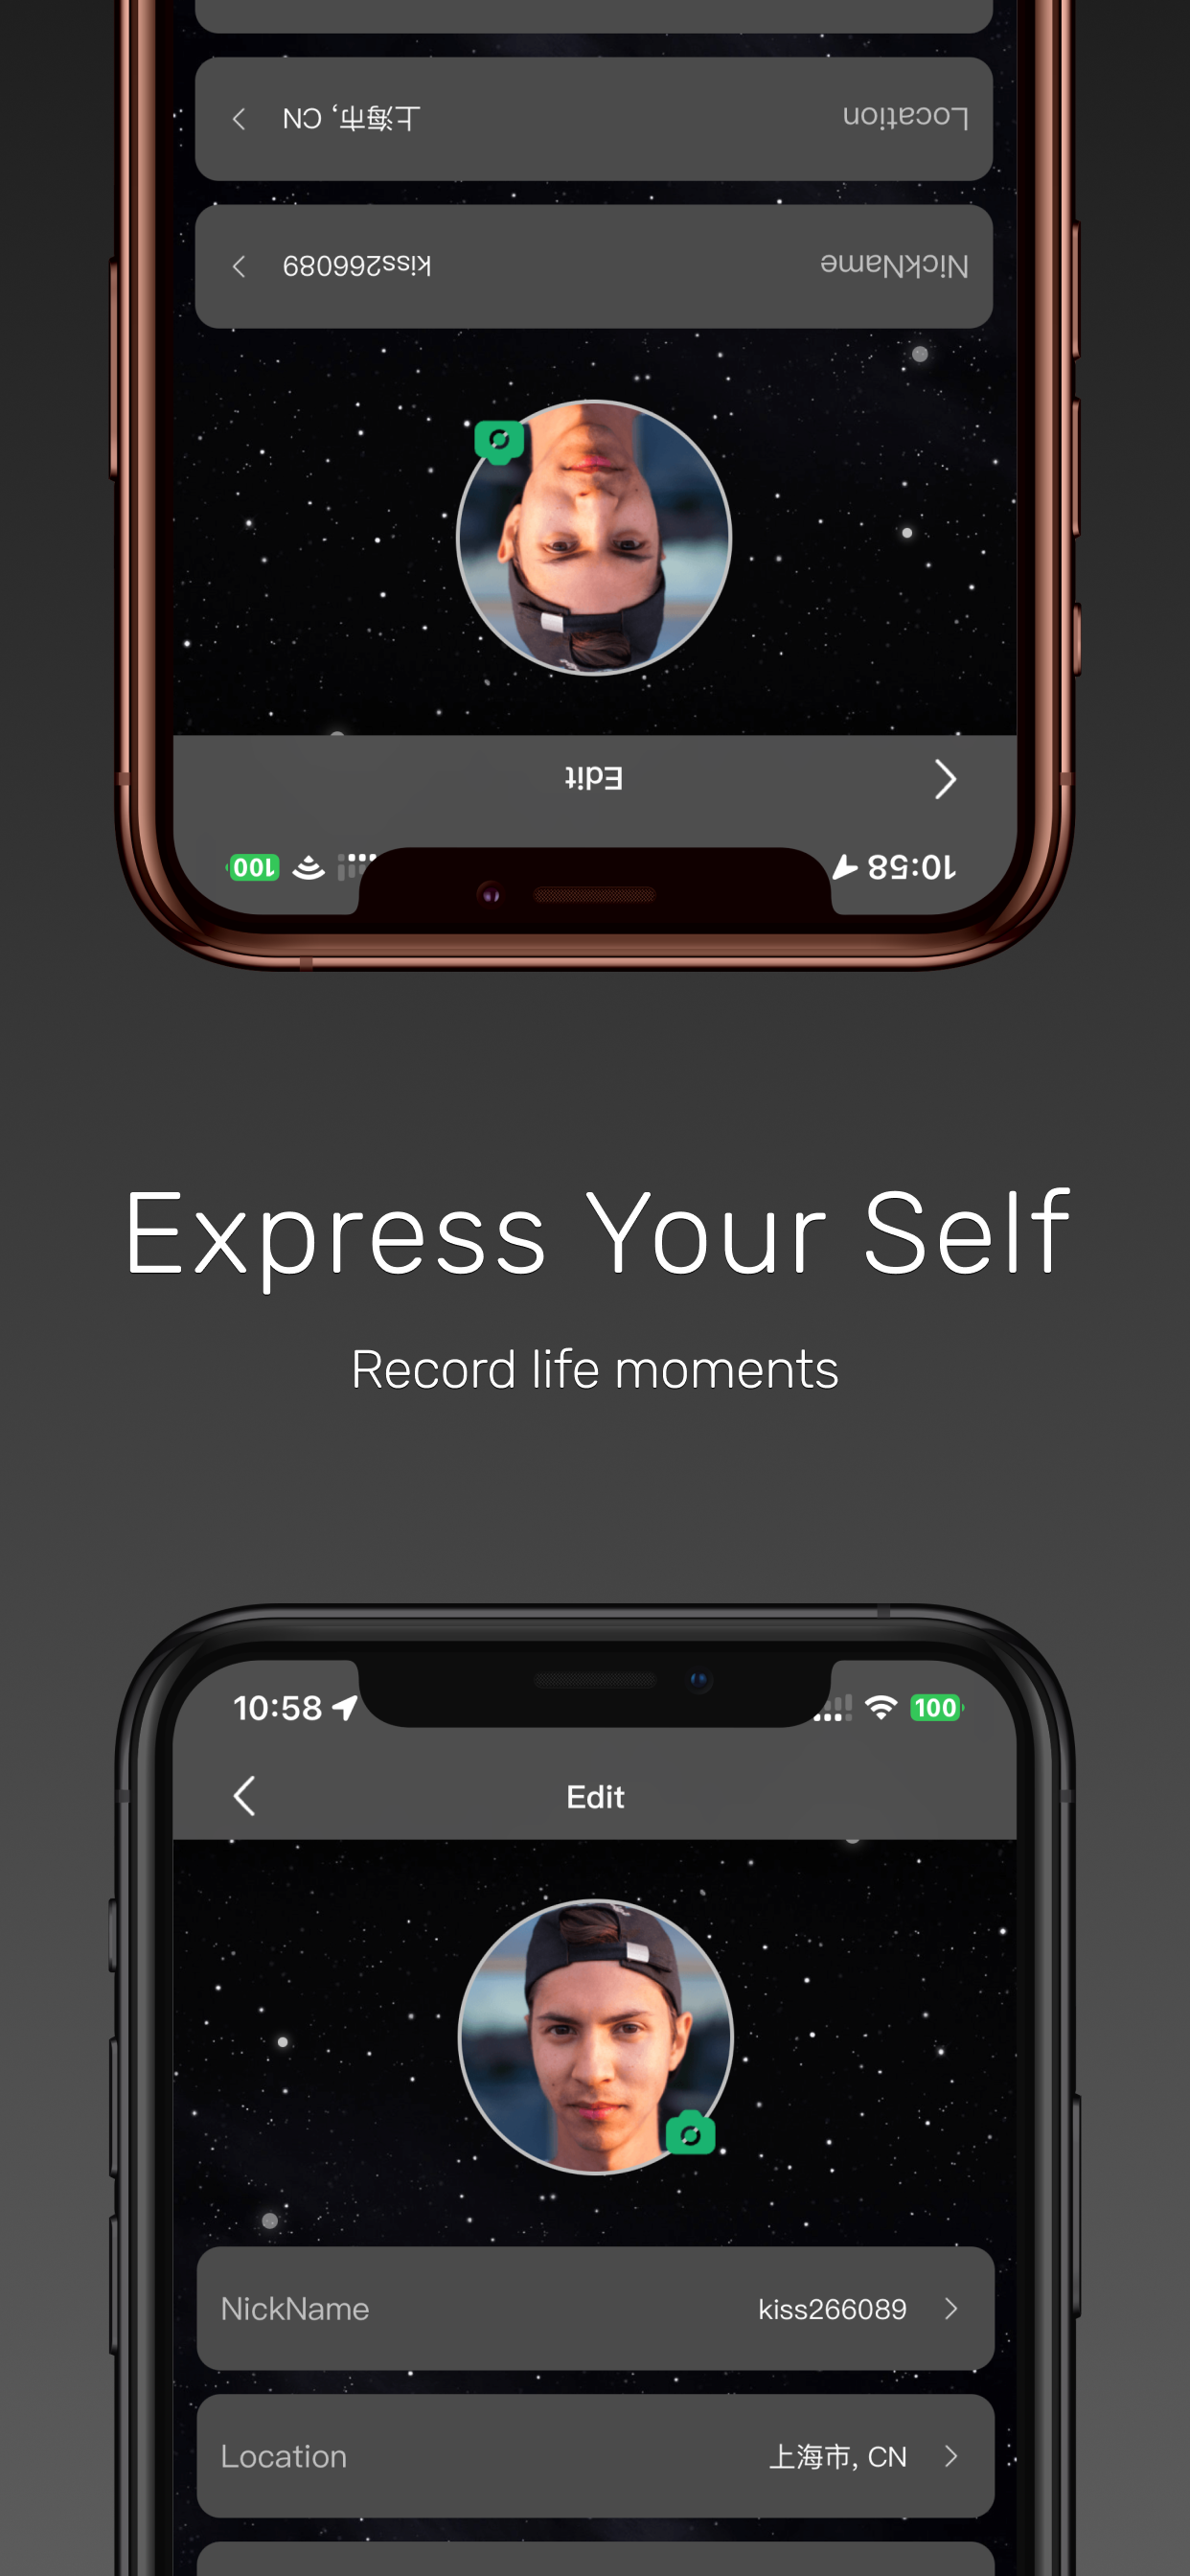 上海市, CN
Location
kiss266089
NickName
Edit
100
10:58
Express Your Self
Record life moments
10:58
100
Edit
NickName
kiss266089
Location
上海市, CN